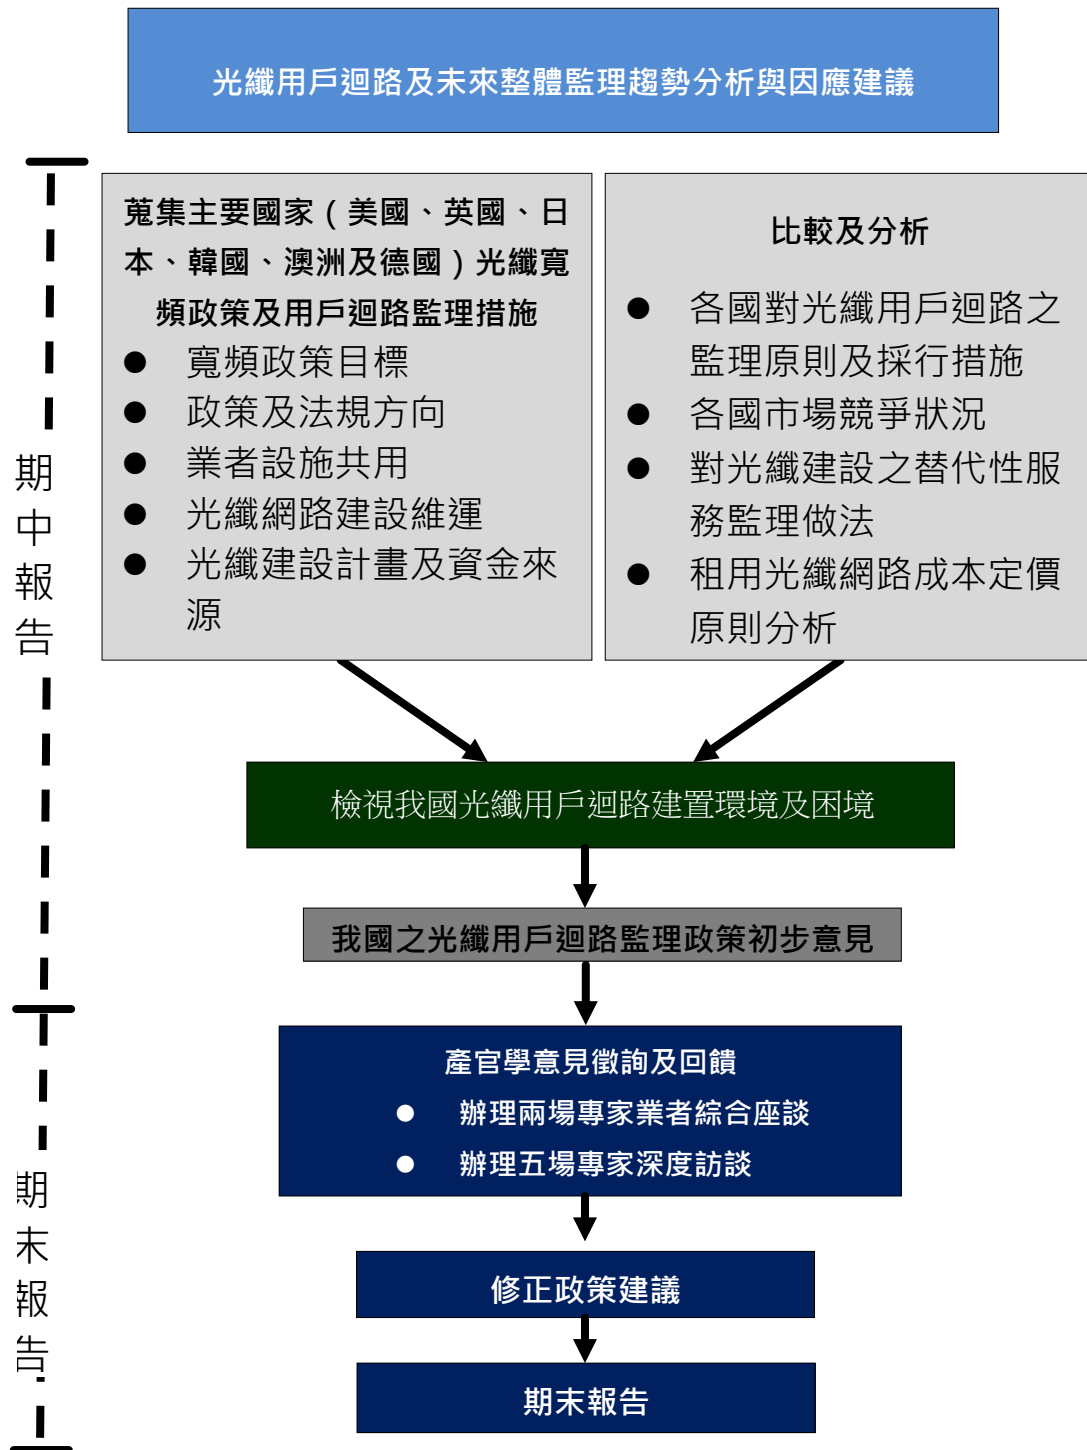 光纖用戶迴路及未來整體監理趨勢分析與因應建議
期中報告
蒐集主要國家（美國、英國、日
本、韓國、澳洲及德國）光纖寬
頻政策及用戶迴路監理措施
● 寬頻政策目標
● 政策及法規方向
● 業者設施共用
● 光纖網路建設維運
● 光纖建設計畫及資金來
源
比較及分析
● 各國對光纖用戶迴路之
監理原則及採行措施
● 各國市場競爭狀況
● 對光纖建設之替代性服
務監理做法
● 租用光纖網路成本定價
原則分析
檢視我國光纖用戶迴路建置環境及困境
我國之光纖用戶迴路監理政策初步意見
期末報告
產官學意見徵詢及回饋
● 辦理兩場專家業者綜合座談
● 辦理五場專家深度訪談
修正政策建議
期末報告